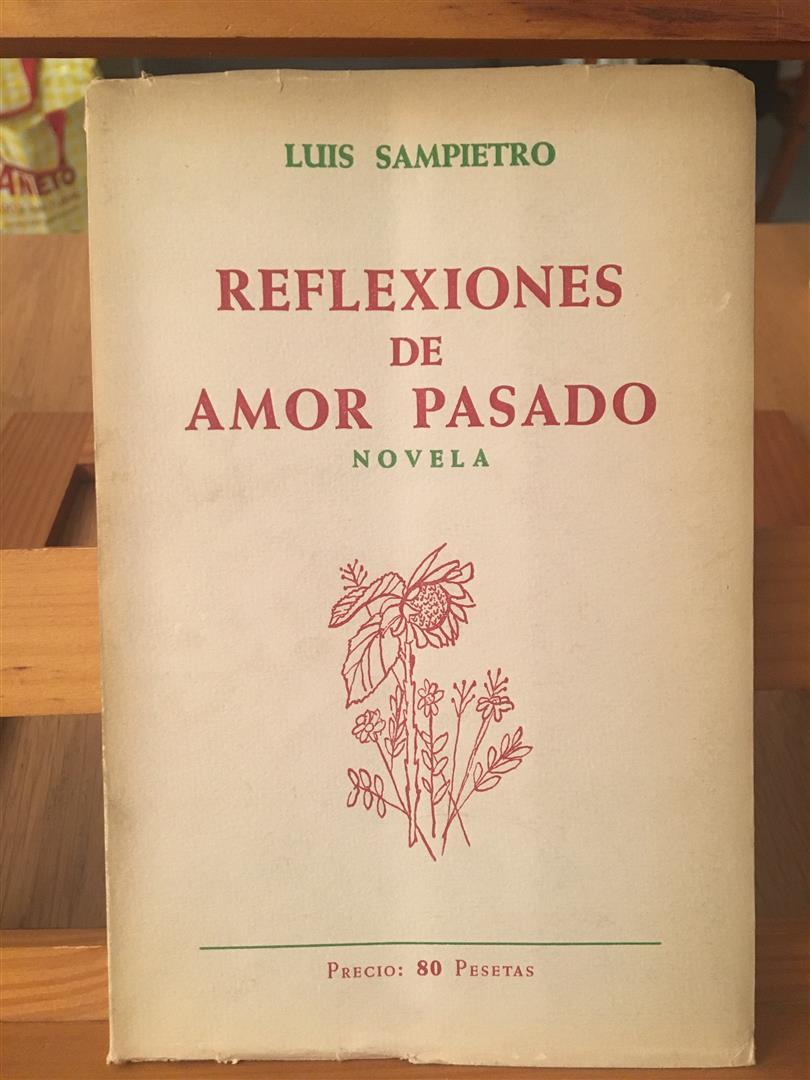 LUIS SAMPIETRO
REFLEXIONES
DE
AMOR PASADO
NOVELA
PRECIO: 80 PESETAS